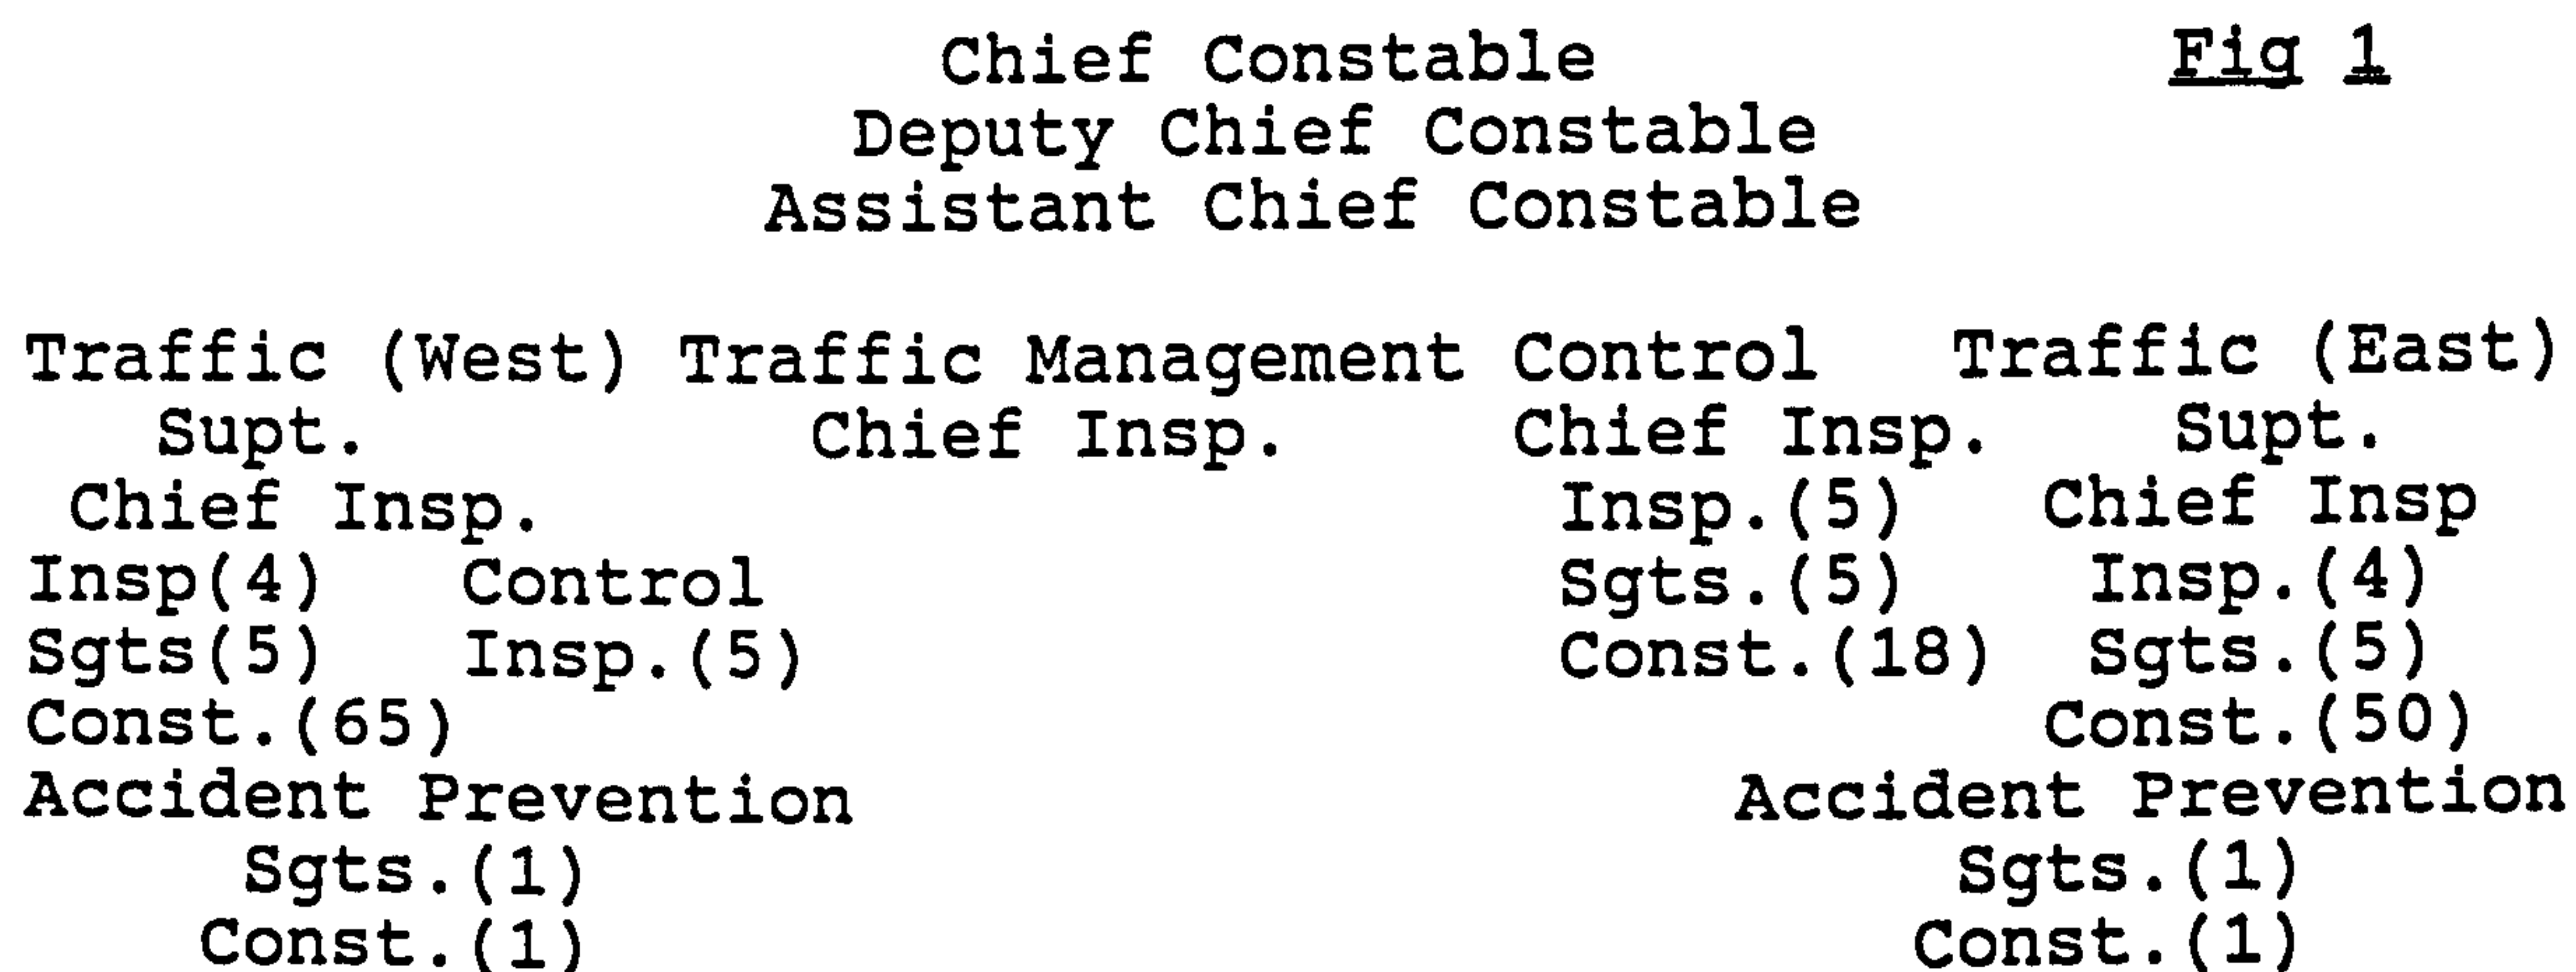 Fig 1
Chief Constable
Deputy Chief Constable
Assistant Chief Constable
Traffic (West) Traffic Management Control Traffic (East)
Supt. Chief Insp. Chief Insp. Supt.
Chief Insp. Insp.(5) Chief Insp
Insp(4) Control Sgts.(5) Insp.(4)
Sgts(5) Insp.(5) Const.(18) Sgts.(5)
Const.(65) Const.(50)
Accident Prevention Accident Prevention
Sgts.(1) Sgts.(1)
Const.(1) Const.(1)